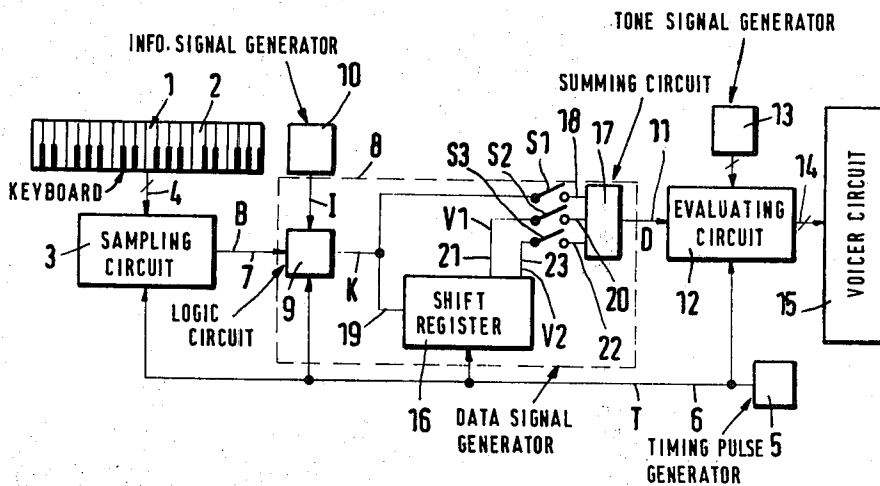 TONE SIGNAL GENERATOR
INFO. SIGNAL GENERATOR
SUMMING CIRCUIT
1 2
10
8
S3 S2 S1 18 17 11
13
14
KEYBOARD
4
I
B
3 SAMPLING CIRCUIT
7
9
LOGIC CIRCUIT
K
V1
21
23
V2
20
22
D
EVALUATING CIRCUIT
12
VOICER CIRCUIT
15
19
SHIFT REGISTER
16
DATA SIGNAL GENERATOR
T
6
5
TIMING PULSE GENERATOR